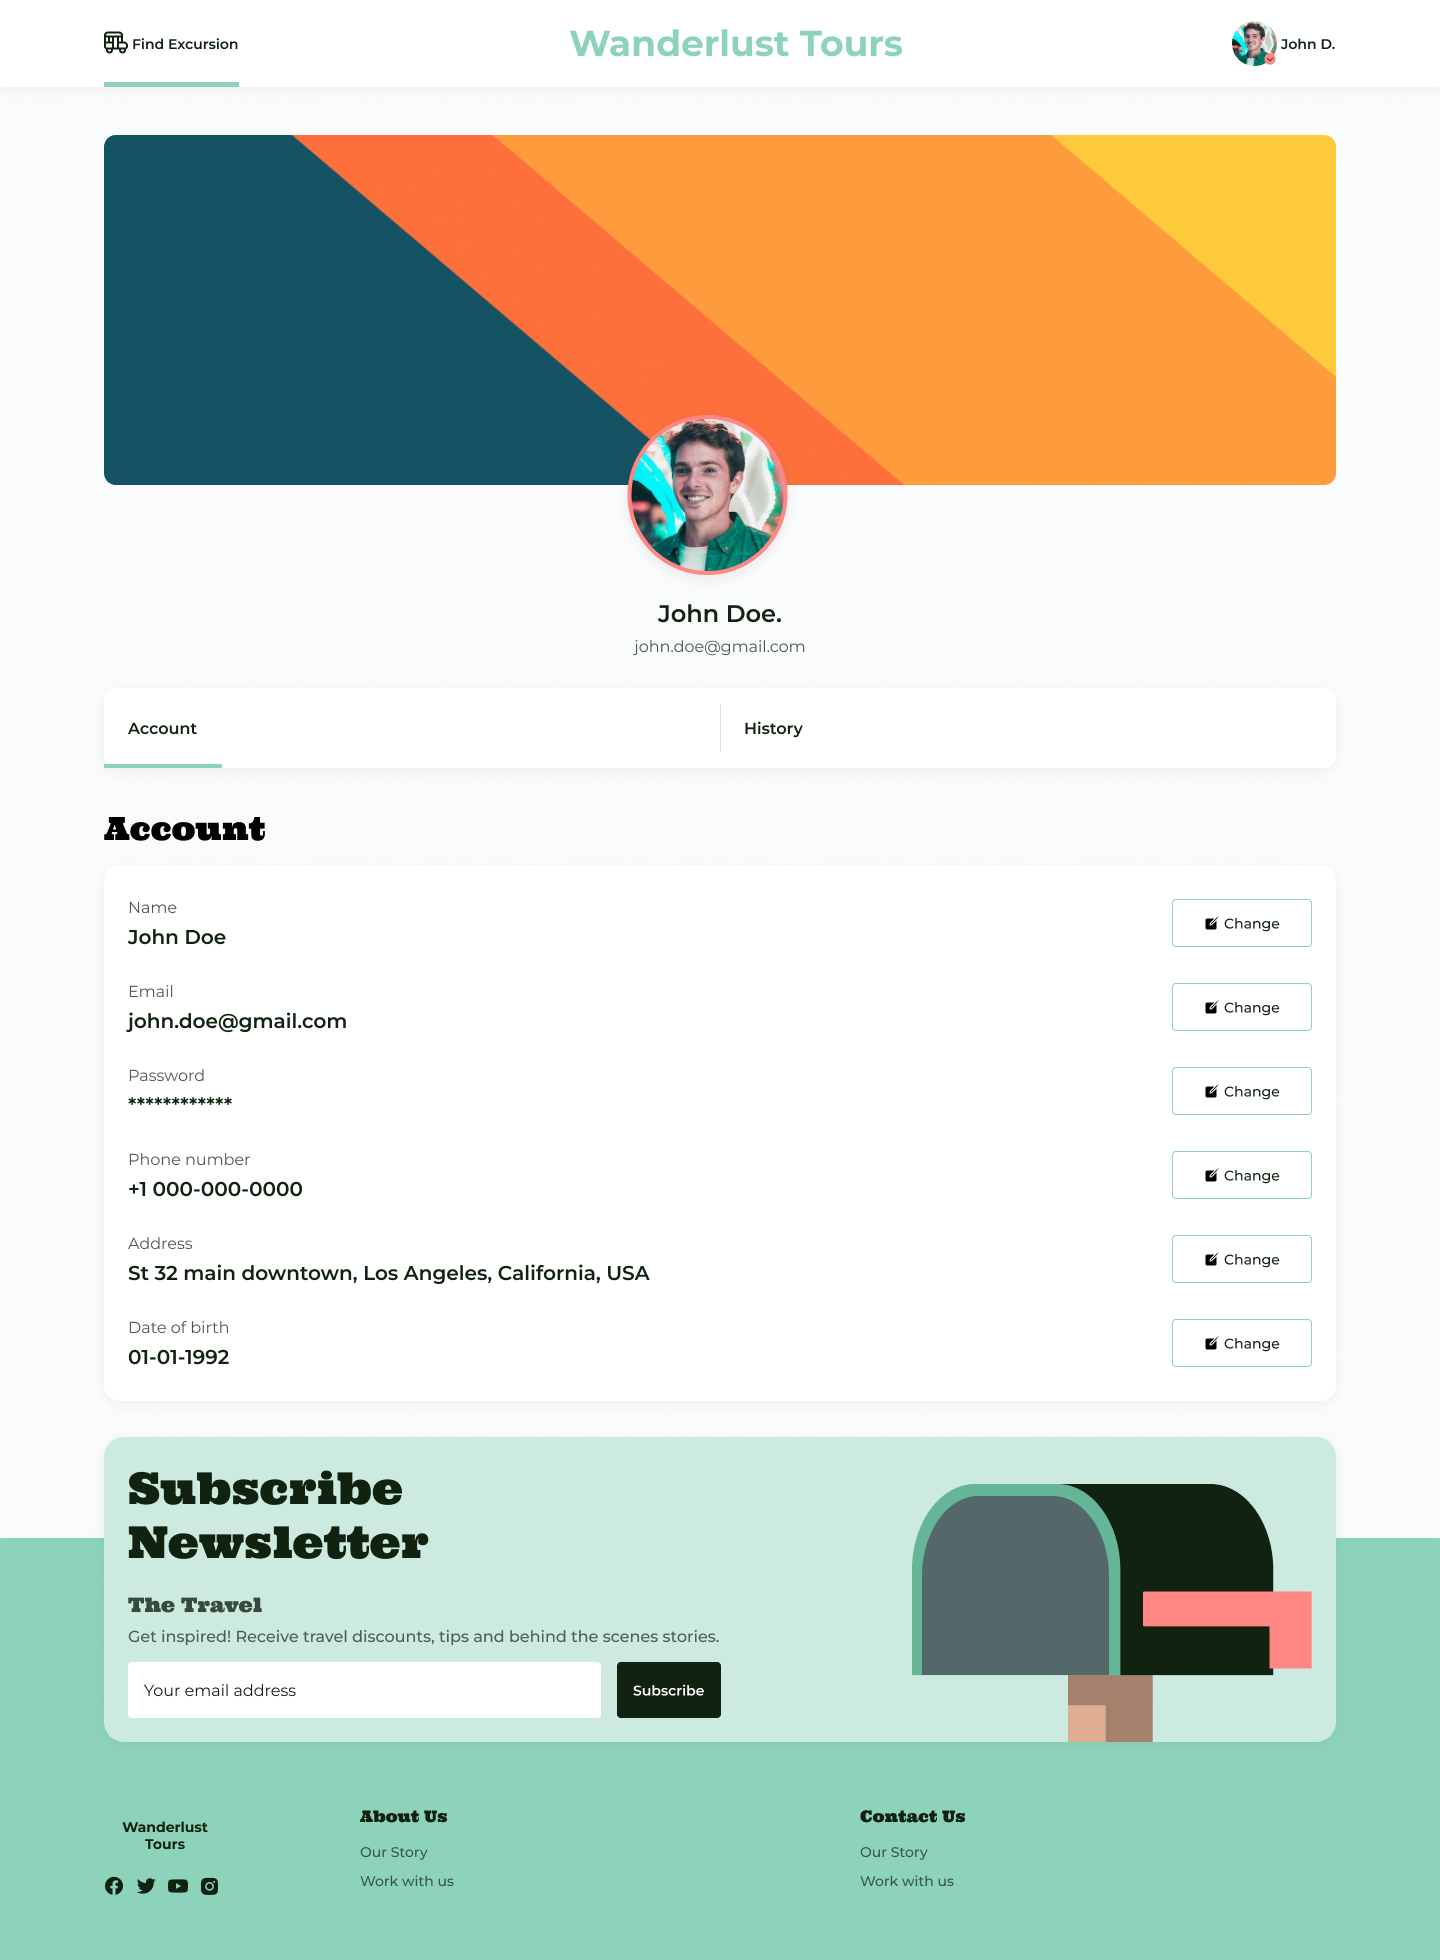 Find Excursion
Wanderlust Tours
John D.
John Doe.
john.doe@gmail.com
Account
History
Account
Name
John Doe
Change
Email
john.doe@gmail.com
Change
Password
************
Change
Phone number
+1 000-000-0000
Change
Address
St 32 main downtown, Los Angeles, California, USA
Change
Date of birth
01-01-1992
Change
Subscribe
Newsletter
The Travel
Get inspired! Receive travel discounts, tips and behind the scenes stories.
Your email address
Subscribe
Wanderlust
Tours
About Us
Our Story
Work with us
Contact Us
Our Story
Work with us